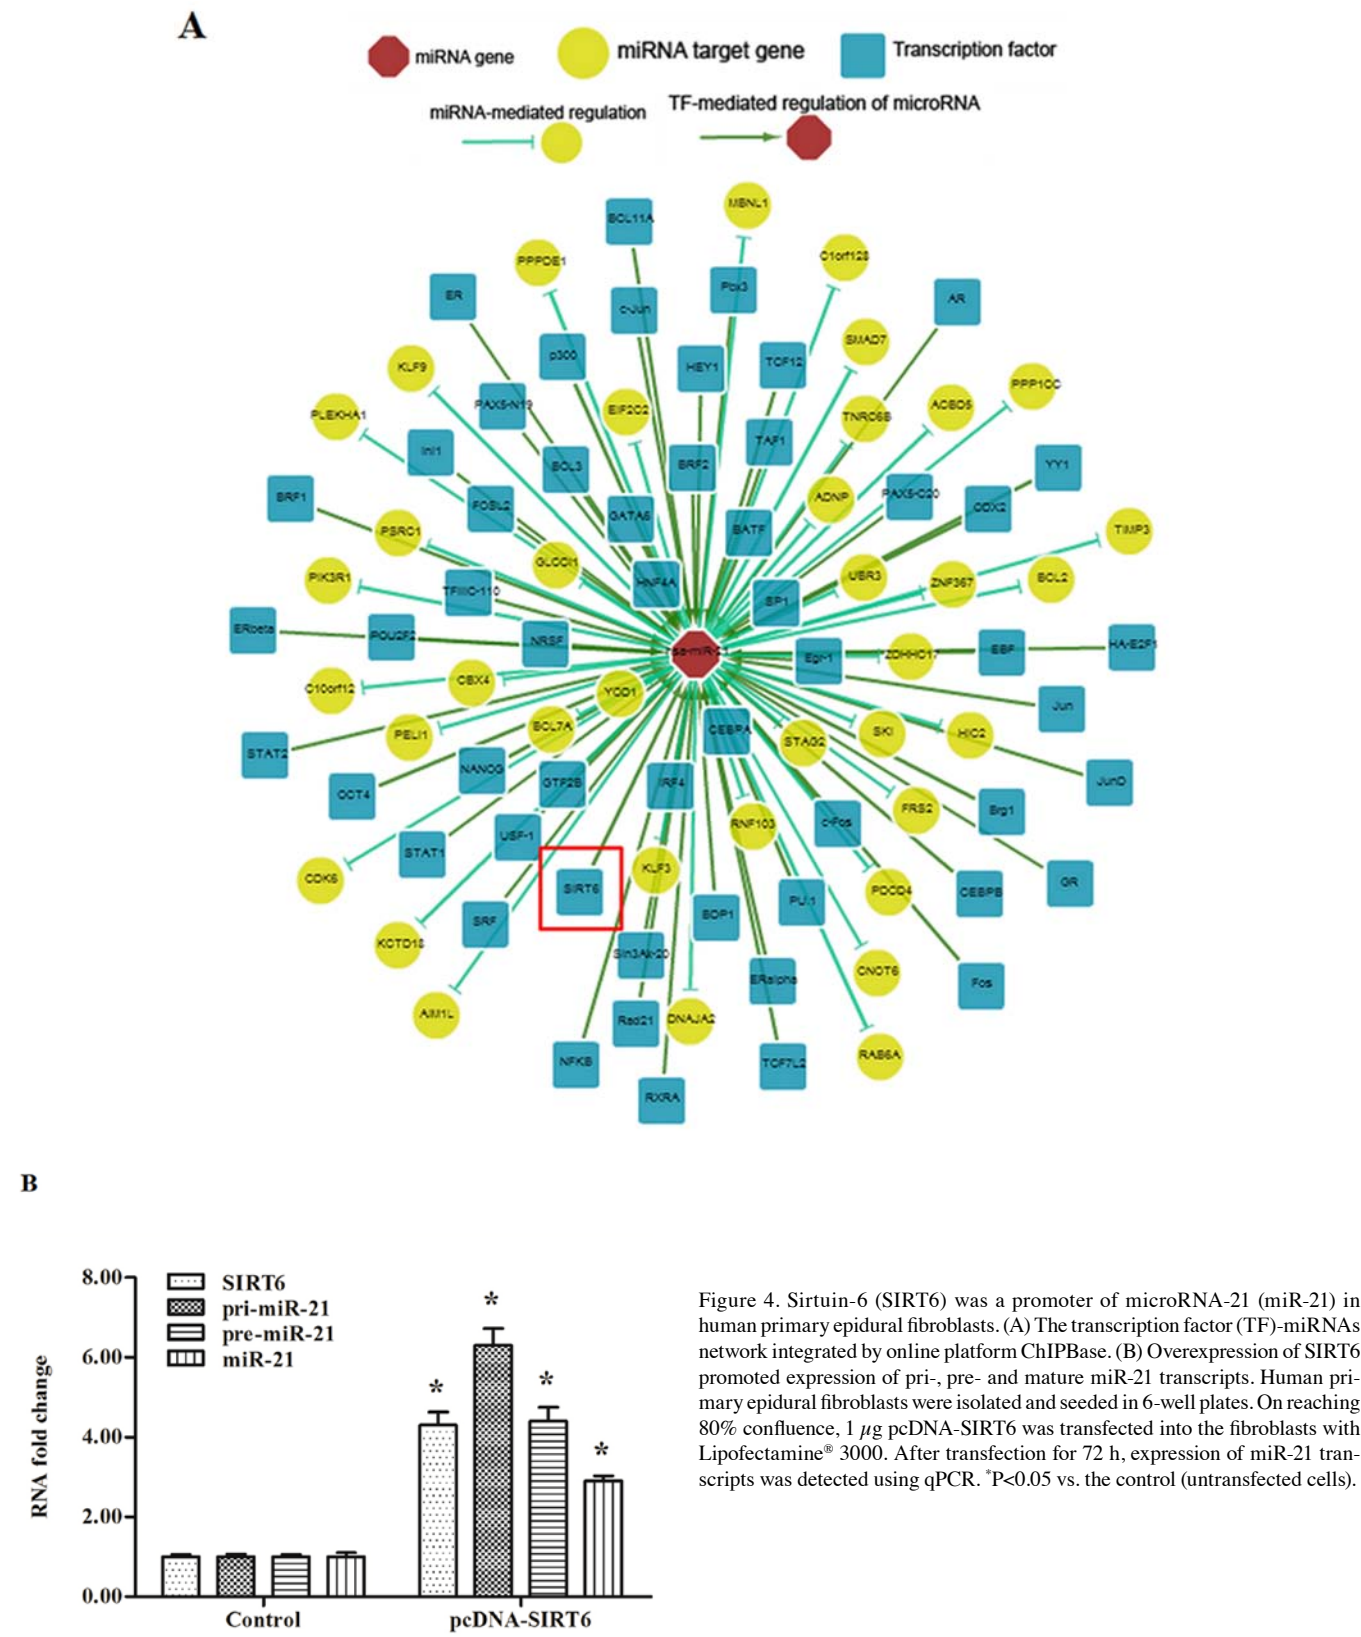 A
miRNA gene
miRNA target gene
Transcription factor
miRNA-mediated regulation
TF-mediated regulation of microRNA
MBNL1
BCL11A
C1orf128
PPPDE1
Pbx3
ER
AR
c-Jun
SMAD7
p300
TCF12
HEY1
KLF9
PPP1CC
PAX5-N19
ACBD5
EIF2C2
PLEKHA1
TNRC6B
TAF1
Ini1
BCL3
BRF2
YY1
BRF1
ADNP
PAX5-C20
FOSL2
CDX2
GATA6
BATF
PSRC1
TIMP3
GLCCI1
PIK3R1
UBR3
ZNF367
BCL2
HNF4A
TFIIIC-110
SP1
ERbeta
POU2F2
NRSF
HA-E2F1
EBF
Egr-1
ZDHHC17
C10orf12
CBX4
YOD1
Jun
BCL7A
CEBPA
PELI1
STAG2
SKI
HIC2
STAT2
NANOG
GTF2B
IRF4
JunD
OCT4
FRS2
Brg1
RNF103
c-Fos
USF-1
STAT1
KLF3
CDK6
SIRT6
PDCD4
CEBPB
GR
PU.1
BDP1
SRF
KCTD18
Sin3Ak-20
CNOT6
ERalpha
Fos
AIM1L
Rad21
DNAJA2
RAB6A
NFKB
TCF7L2
RXRA
B
8.00
6.00
4.00
2.00
0.00
RNA fold change
SIRT6
pri-miR-21
pre-miR-21
miR-21
* * * *
Control
pcDNA-SIRT6
Figure 4. Sirtuin-6 (SIRT6) was a promoter of microRNA-21 (miR-21) in
human primary epidural fibroblasts. (A) The transcription factor (TF)-miRNAs
network integrated by online platform ChIPBase. (B) Overexpression of SIRT6
promoted expression of pri-, pre- and mature miR-21 transcripts. Human pri-
mary epidural fibroblasts were isolated and seeded in 6-well plates. On reaching
80% confluence, 1 µg pcDNA-SIRT6 was transfected into the fibroblasts with
Lipofectamine® 3000. After transfection for 72 h, expression of miR-21 tran-
scripts was detected using qPCR. *P<0.05 vs. the control (untransfected cells).